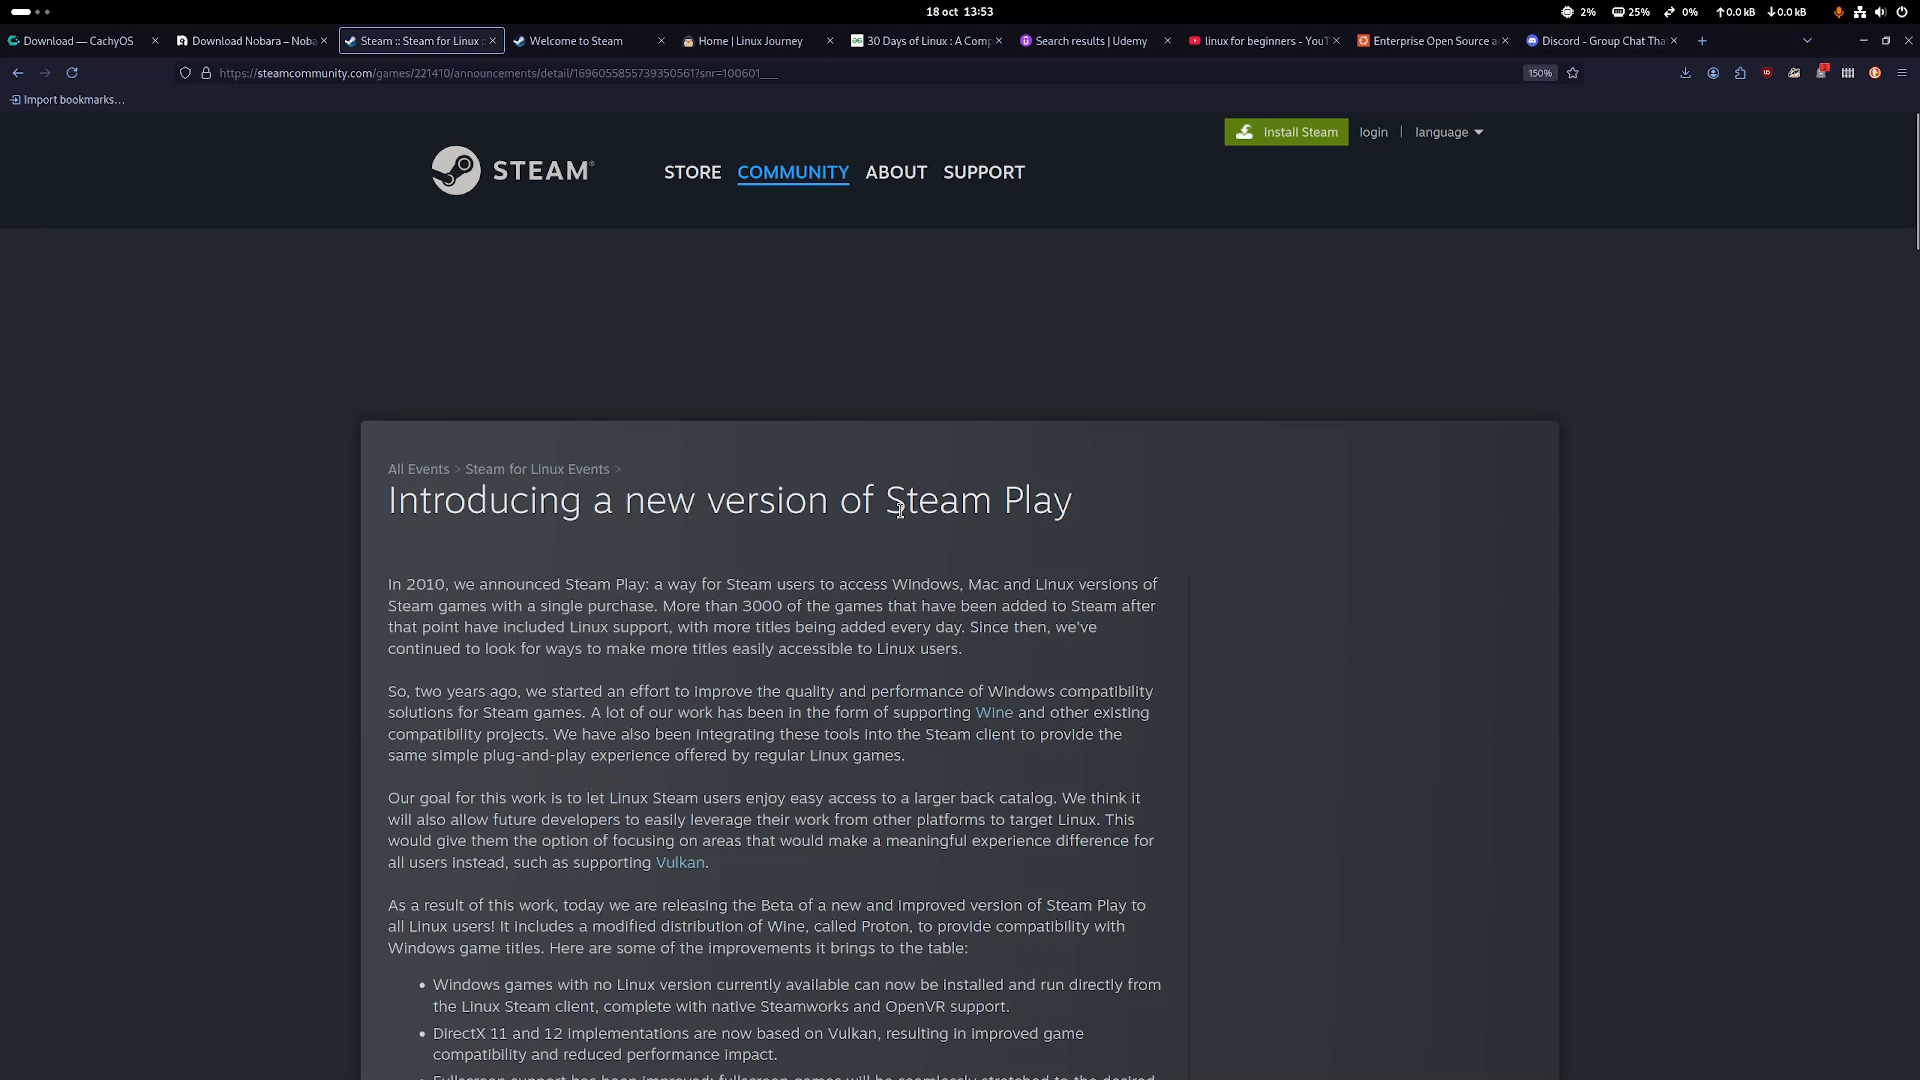 18 oct 13:53
2% 25% 0% 0.0 kB 0.0 kB
Download — CachyOS
Download Nobara – Noba
Steam :: Steam for Linux :
Welcome to Steam
Home | Linux Journey
30 Days of Linux : A Comp
Search results | Udemy
linux for beginners - YouT
Enterprise Open Source a
Discord - Group Chat Tha
https://steamcommunity.com/games/221410/announcements/detail/1696055855739350561?snr=100601___
150%
Import bookmarks...
Install Steam
login | language
STEAM®
STORE COMMUNITY ABOUT SUPPORT
All Events > Steam for Linux Events >
Introducing a new version of Steam Play
In 2010, we announced Steam Play: a way for Steam users to access Windows, Mac and Linux versions of
Steam games with a single purchase. More than 3000 of the games that have been added to Steam after
that point have included Linux support, with more titles being added every day. Since then, we've
continued to look for ways to make more titles easily accessible to Linux users.
So, two years ago, we started an effort to improve the quality and performance of Windows compatibility
solutions for Steam games. A lot of our work has been in the form of supporting Wine and other existing
compatibility projects. We have also been integrating these tools into the Steam client to provide the
same simple plug-and-play experience offered by regular Linux games.
Our goal for this work is to let Linux Steam users enjoy easy access to a larger back catalog. We think it
will also allow future developers to easily leverage their work from other platforms to target Linux. This
would give them the option of focusing on areas that would make a meaningful experience difference for
all users instead, such as supporting Vulkan.
As a result of this work, today we are releasing the Beta of a new and improved version of Steam Play to
all Linux users! It includes a modified distribution of Wine, called Proton, to provide compatibility with
Windows game titles. Here are some of the improvements it brings to the table:
• Windows games with no Linux version currently available can now be installed and run directly from
the Linux Steam client, complete with native Steamworks and OpenVR support.
• DirectX 11 and 12 implementations are now based on Vulkan, resulting in improved game
compatibility and reduced performance impact.
• Fullscreen support has been improved: fullscreen games will be seamlessly stretched to the desired